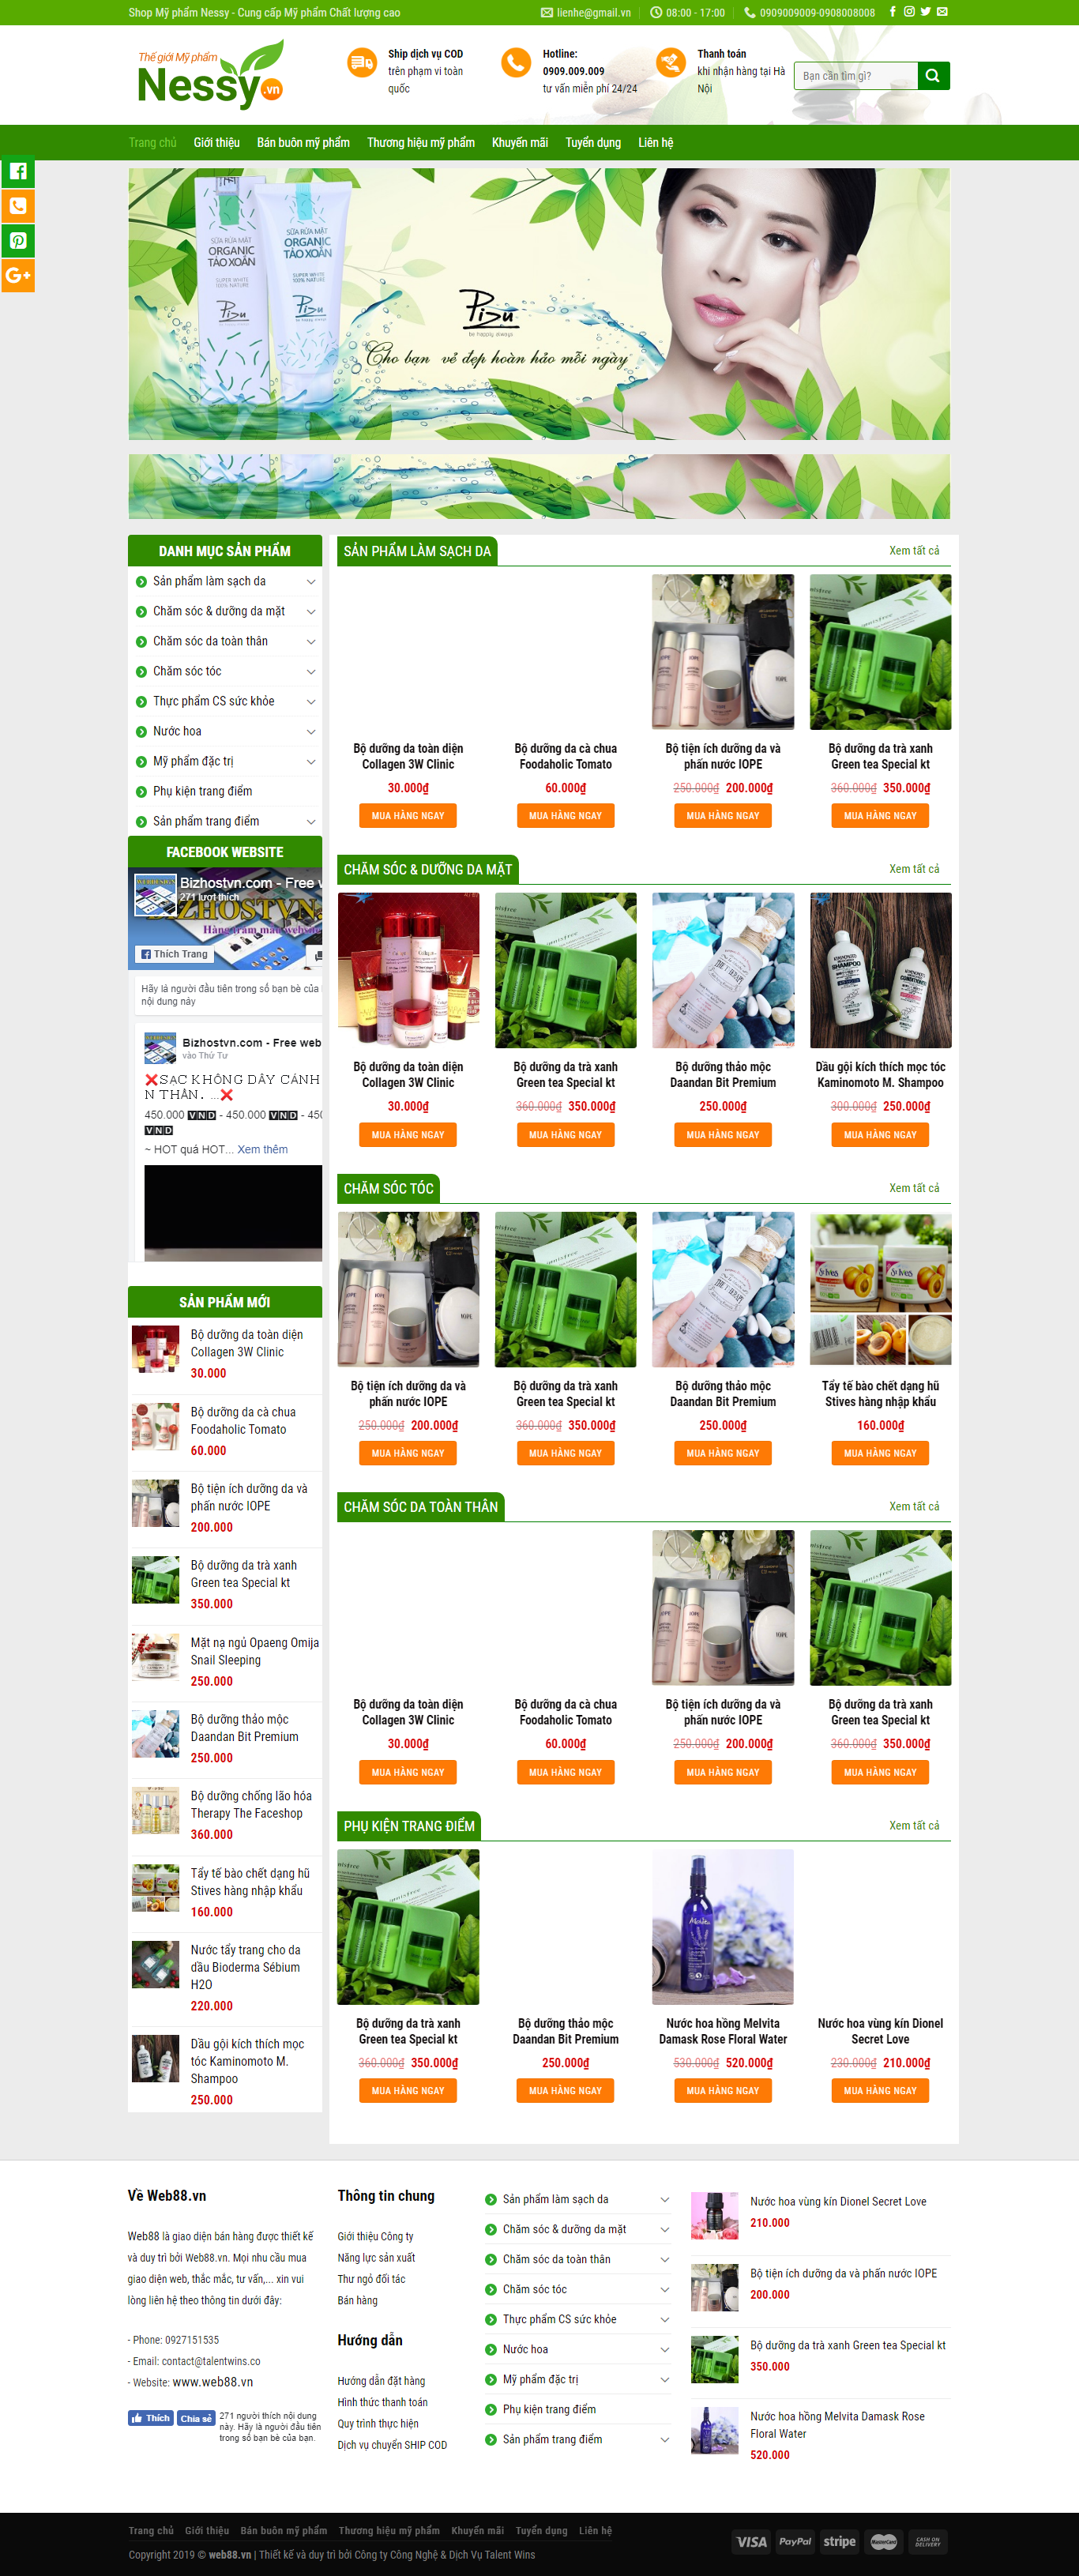 Shop Mỹ phẩm Nessy - Cung cấp Mỹ phẩm Chất lượng cao
lienhe@gmail.vn
08:00 - 17:00
0909009009-0908008008
Thế giới Mỹ phẩm
Nessy.vn
Ship dịch vụ COD
trên phạm vi toàn
quốc
Hotline:
0909.009.009
tư vấn miễn phí 24/24
Thanh toán
khi nhận hàng tại Hà
Nội
Bạn cần tìm gì?
Trang chủ
Giới thiệu
Bán buôn mỹ phẩm
Thương hiệu mỹ phẩm
Khuyến mãi
Tuyển dụng
Liên hệ
SỮA RỬA MẶT
ORGANIC
TẢO XOẮN
SUPER WHITE
100% NATURE
SỮA RỬA MẶT
ORGANIC
TẢO XOẮN
SUPER WHITE
100% NATURE
PiBu
be happy always
Cho bạn vẻ đẹp hoàn hảo mỗi ngày
DANH MỤC SẢN PHẨM
Sản phẩm làm sạch da
Chăm sóc & dưỡng da mặt
Chăm sóc da toàn thân
Chăm sóc tóc
Thực phẩm CS sức khỏe
Nước hoa
Mỹ phẩm đặc trị
Phụ kiện trang điểm
Sản phẩm trang điểm
FACEBOOK WEBSITE
Bizhostvn.com - Free w
271 lượt thích
Thích Trang
Hãy là người đầu tiên trong số bạn bè của
nội dung này
Bizhostvn.com - Free web
vào Thứ Tư
❌SẠC KHÔNG DÂY CÁNH
N THÂN. ...❌
450.000 VND - 450.000 VND - 450
VND
~ HOT quá HOT... Xem thêm
SẢN PHẨM MỚI
Bộ dưỡng da toàn diện
Collagen 3W Clinic
30.000
Bộ dưỡng da cà chua
Foodaholic Tomato
60.000
Bộ tiện ích dưỡng da và
phấn nước IOPE
200.000
Bộ dưỡng da trà xanh
Green tea Special kt
350.000
Mặt nạ ngủ Opaeng Omija
Snail Sleeping
250.000
Bộ dưỡng thảo mộc
Daandan Bit Premium
250.000
Bộ dưỡng chống lão hóa
Therapy The Faceshop
360.000
Tẩy tế bào chết dạng hũ
Stives hàng nhập khẩu
160.000
Nước tẩy trang cho da
dầu Bioderma Sébium
H2O
220.000
Dầu gội kích thích mọc
tóc Kaminomoto M.
Shampoo
250.000
SẢN PHẨM LÀM SẠCH DA
Xem tất cả
Bộ dưỡng da toàn diện
Collagen 3W Clinic
30.000₫
MUA HÀNG NGAY
Bộ dưỡng da cà chua
Foodaholic Tomato
60.000₫
MUA HÀNG NGAY
Bộ tiện ích dưỡng da và
phấn nước IOPE
250.000₫ 200.000₫
MUA HÀNG NGAY
Bộ dưỡng da trà xanh
Green tea Special kt
360.000₫ 350.000₫
MUA HÀNG NGAY
CHĂM SÓC & DƯỠNG DA MẶT
Xem tất cả
Bộ dưỡng da toàn diện
Collagen 3W Clinic
30.000₫
MUA HÀNG NGAY
Bộ dưỡng da trà xanh
Green tea Special kt
360.000₫ 350.000₫
MUA HÀNG NGAY
Bộ dưỡng thảo mộc
Daandan Bit Premium
250.000₫
MUA HÀNG NGAY
Dầu gội kích thích mọc tóc
Kaminomoto M. Shampoo
300.000₫ 250.000₫
MUA HÀNG NGAY
CHĂM SÓC TÓC
Xem tất cả
Bộ tiện ích dưỡng da và
phấn nước IOPE
250.000₫ 200.000₫
MUA HÀNG NGAY
Bộ dưỡng da trà xanh
Green tea Special kt
360.000₫ 350.000₫
MUA HÀNG NGAY
Bộ dưỡng thảo mộc
Daandan Bit Premium
250.000₫
MUA HÀNG NGAY
Tẩy tế bào chết dạng hũ
Stives hàng nhập khẩu
160.000₫
MUA HÀNG NGAY
CHĂM SÓC DA TOÀN THÂN
Xem tất cả
Bộ dưỡng da toàn diện
Collagen 3W Clinic
30.000₫
MUA HÀNG NGAY
Bộ dưỡng da cà chua
Foodaholic Tomato
60.000₫
MUA HÀNG NGAY
Bộ tiện ích dưỡng da và
phấn nước IOPE
250.000₫ 200.000₫
MUA HÀNG NGAY
Bộ dưỡng da trà xanh
Green tea Special kt
360.000₫ 350.000₫
MUA HÀNG NGAY
PHỤ KIỆN TRANG ĐIỂM
Xem tất cả
Bộ dưỡng da trà xanh
Green tea Special kt
360.000₫ 350.000₫
MUA HÀNG NGAY
Bộ dưỡng thảo mộc
Daandan Bit Premium
250.000₫
MUA HÀNG NGAY
Nước hoa hồng Melvita
Damask Rose Floral Water
530.000₫ 520.000₫
MUA HÀNG NGAY
Nước hoa vùng kín Dionel
Secret Love
230.000₫ 210.000₫
MUA HÀNG NGAY
Về Web88.vn
Web88 là giao diện bán hàng được thiết kế
và duy trì bởi Web88.vn. Mọi nhu cầu mua
giao diện web, thắc mắc, tư vấn,... xin vui
lòng liên hệ theo thông tin dưới đây:
- Phone: 0927151535
- Email: contact@talentwins.co
- Website: www.web88.vn
Thích
Chia sẻ
271 người thích nội dung
này. Hãy là người đầu tiên
trong số bạn bè của bạn.
Thông tin chung
Giới thiệu Công ty
Năng lực sản xuất
Thư ngỏ đối tác
Bán hàng
Hướng dẫn
Hướng dẫn đặt hàng
Hình thức thanh toán
Quy trình thực hiện
Dịch vụ chuyển SHIP COD
Sản phẩm làm sạch da
Chăm sóc & dưỡng da mặt
Chăm sóc da toàn thân
Chăm sóc tóc
Thực phẩm CS sức khỏe
Nước hoa
Mỹ phẩm đặc trị
Phụ kiện trang điểm
Sản phẩm trang điểm
Nước hoa vùng kín Dionel Secret Love
210.000
Bộ tiện ích dưỡng da và phấn nước IOPE
200.000
Bộ dưỡng da trà xanh Green tea Special kt
350.000
Nước hoa hồng Melvita Damask Rose
Floral Water
520.000
Trang chủ
Giới thiệu
Bán buôn mỹ phẩm
Thương hiệu mỹ phẩm
Khuyến mãi
Tuyển dụng
Liên hệ
Copyright 2019 © web88.vn | Thiết kế và duy trì bởi Công ty Công Nghệ & Dịch Vụ Talent Wins
VISA
PayPal
stripe
MasterCard
CASH ON
DELIVERY